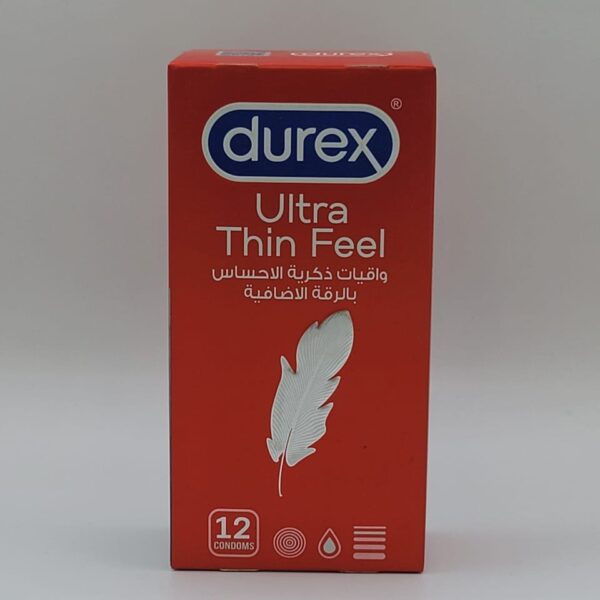 durex®
Ultra
Thin Feel
واقيات ذكرية الاحساس
بالرقة الاضافية
12
CONDOMS